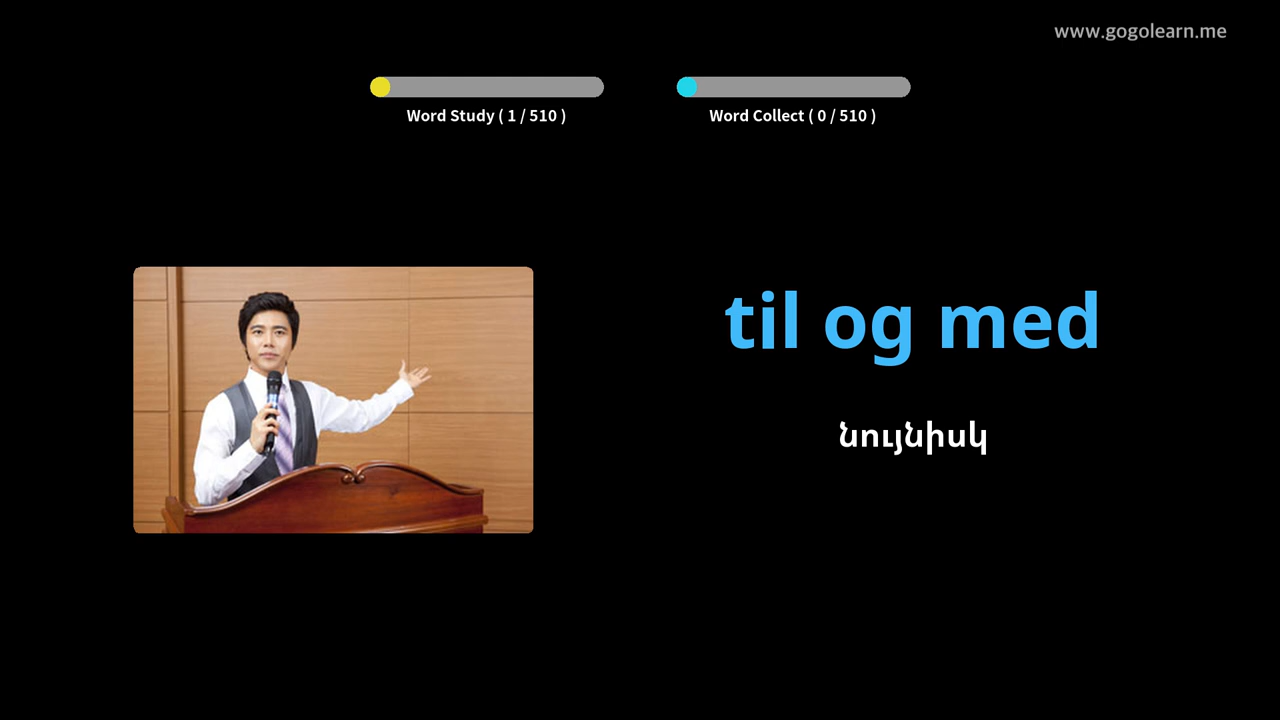 www.gogolearn.me
Word Study ( 1 / 510 )
Word Collect ( 0 / 510 )
til og med
նույնիսկ